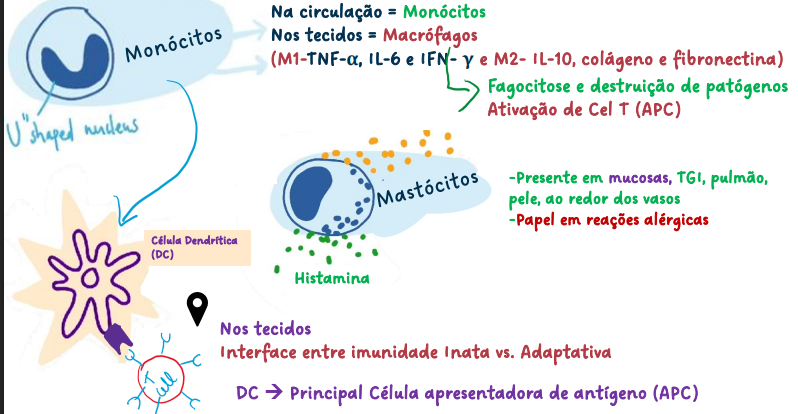 Monócitos
Na circulação = Monócitos
Nos tecidos = Macrófagos
(M1-TNF-α, IL-6 e IFN- γ e M2- IL-10, colágeno e fibronectina)
Fagocitose e destruição de patógenos
Ativação de Cel T (APC)
U" shaped nucleus
Mastócitos
-Presente em mucosas, TGI, pulmão,
pele, ao redor dos vasos
-Papel em reações alérgicas
Histamina
Célula Dendrítica
(DC)
Nos tecidos
Interface entre imunidade Inata vs. Adaptativa
T
cell
DC → Principal Célula apresentadora de antígeno (APC)